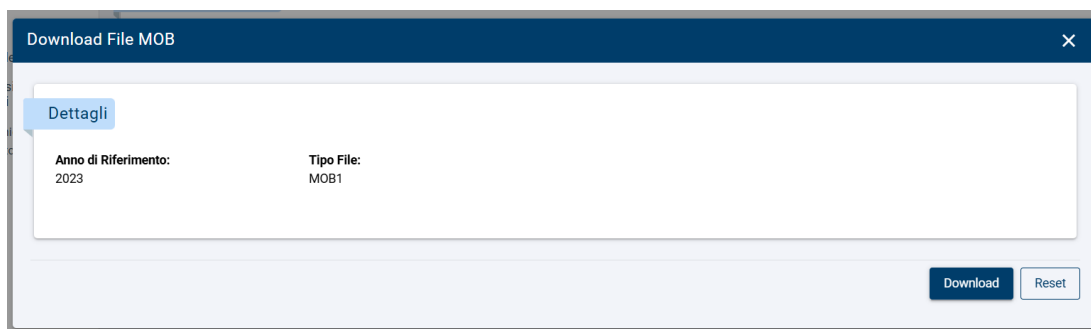 Download File MOB
Dettagli
Anno di Riferimento: Tipo File:
2023 MOB1
Download Reset